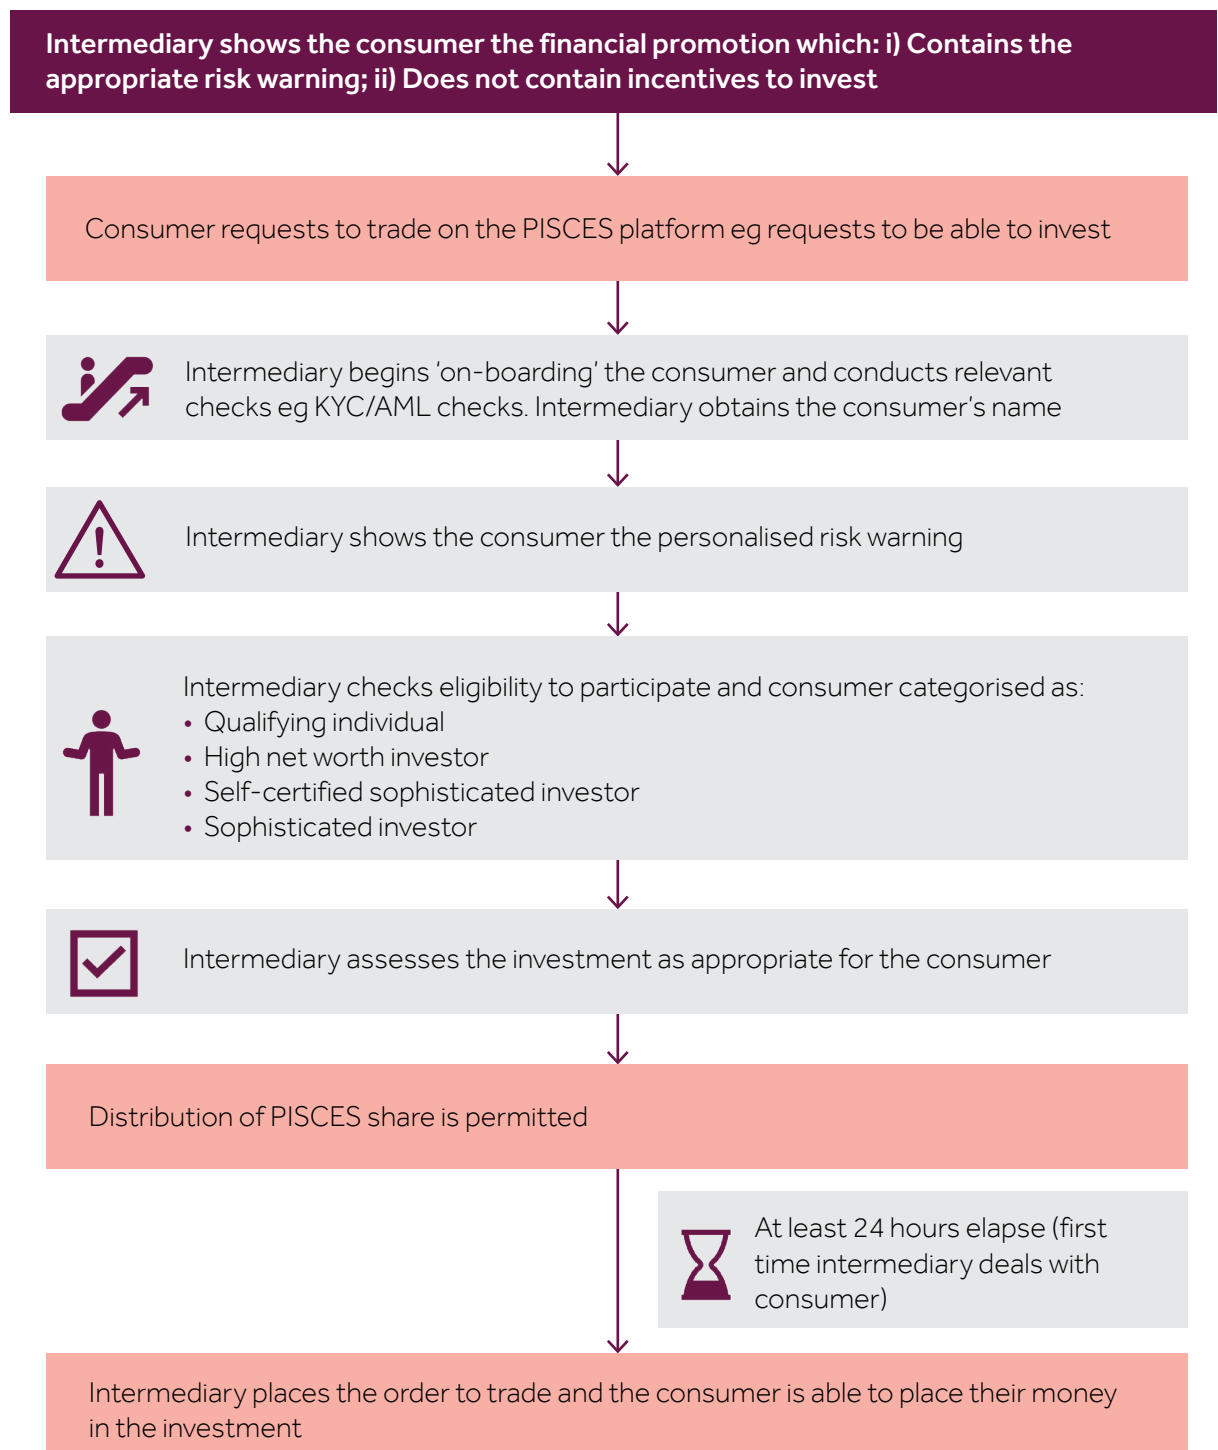 Intermediary shows the consumer the financial promotion which: i) Contains the
appropriate risk warning; ii) Does not contain incentives to invest
Consumer requests to trade on the PISCES platform eg requests to be able to invest
Intermediary begins ‘on-boarding’ the consumer and conducts relevant
checks eg KYC/AML checks. Intermediary obtains the consumer’s name
Intermediary shows the consumer the personalised risk warning
Intermediary checks eligibility to participate and consumer categorised as:
• Qualifying individual
• High net worth investor
• Self-certified sophisticated investor
• Sophisticated investor
Intermediary assesses the investment as appropriate for the consumer
Distribution of PISCES share is permitted
At least 24 hours elapse (first
time intermediary deals with
consumer)
Intermediary places the order to trade and the consumer is able to place their money
in the investment